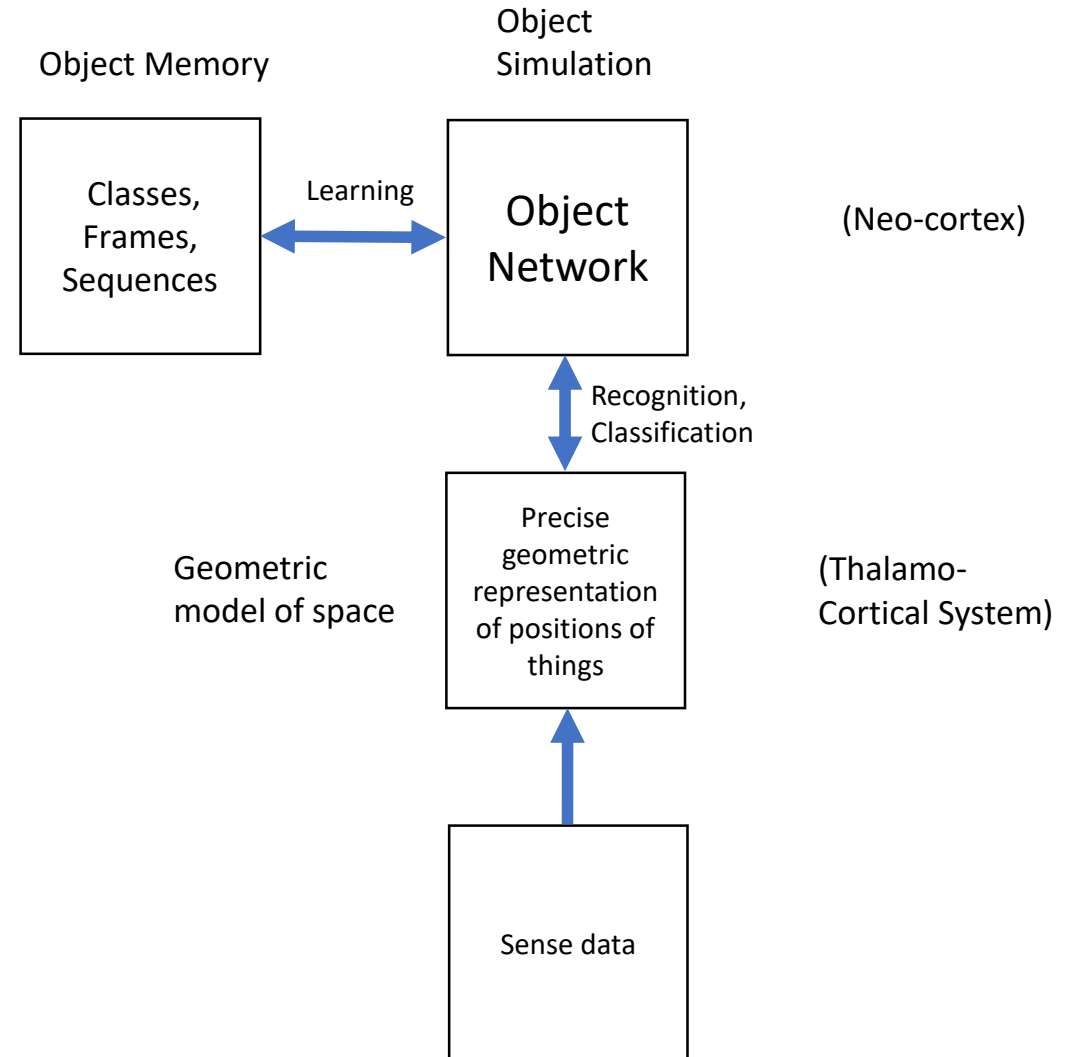 Object
Simulation
Object Memory
Classes,
Frames,
Sequences
Learning
Object
Network
(Neo-cortex)
Recognition,
Classification
Geometric
model of space
Precise
geometric
representation
of positions of
things
(Thalamo-
Cortical System)
Sense data